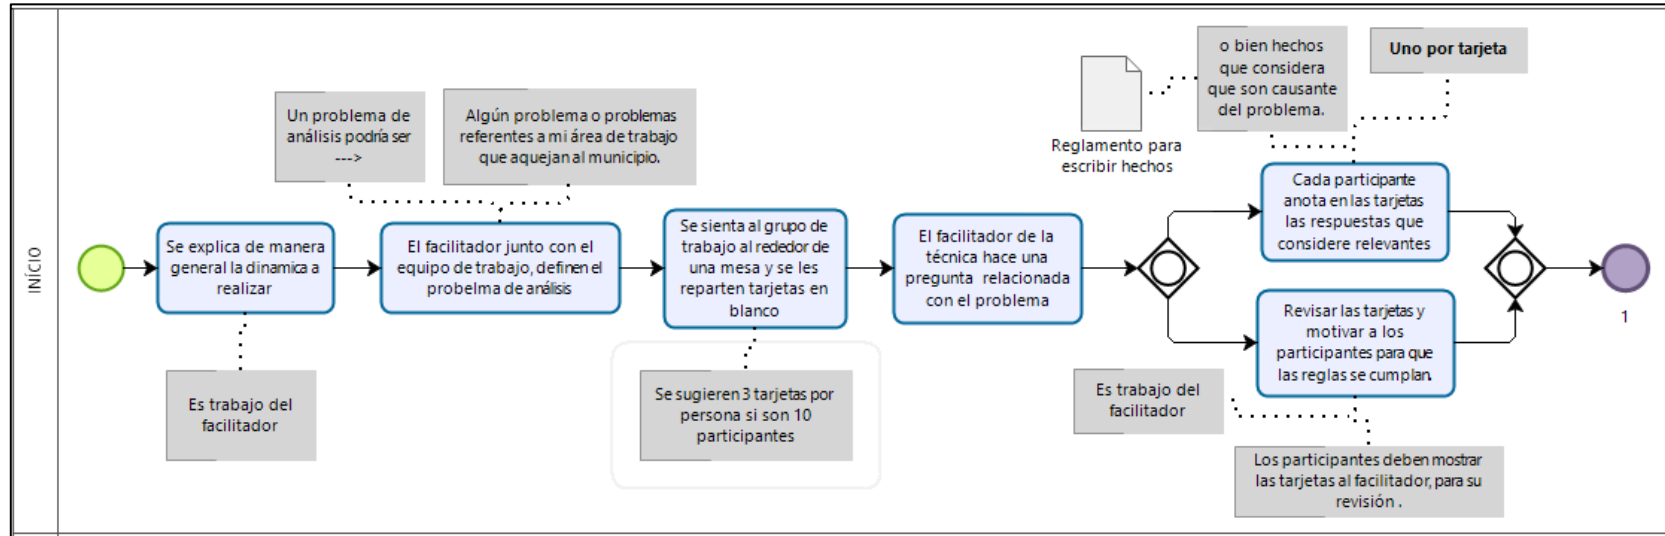 INÍCIO
Un problema de
análisis podría ser
--->
Algún problema o problemas
referentes a mi área de trabajo
que aquejan al municipio.
Reglamento para
escribir hechos
o bien hechos
que considera
que son causante
del problema.
Uno por tarjeta
Se explica de manera
general la dinamica a
realizar
El facilitador junto con el
equipo de trabajo, definen el
probelma de análisis
Se sienta al grupo de
trabajo al rededor de
una mesa y se les
reparten tarjetas en
blanco
El facilitador de la
técnica hace una
pregunta relacionada
con el problema
Cada participante
anota en las tarjetas
las respuestas que
considere relevantes
Revisar las tarjetas y
motivar a los
participantes para que
las reglas se cumplan.
1
Es trabajo del
facilitador
Se sugieren 3 tarjetas por
persona si son 10
participantes
Es trabajo del
facilitador
Los participantes deben mostrar
las tarjetas al facilitador, para su
revisión .